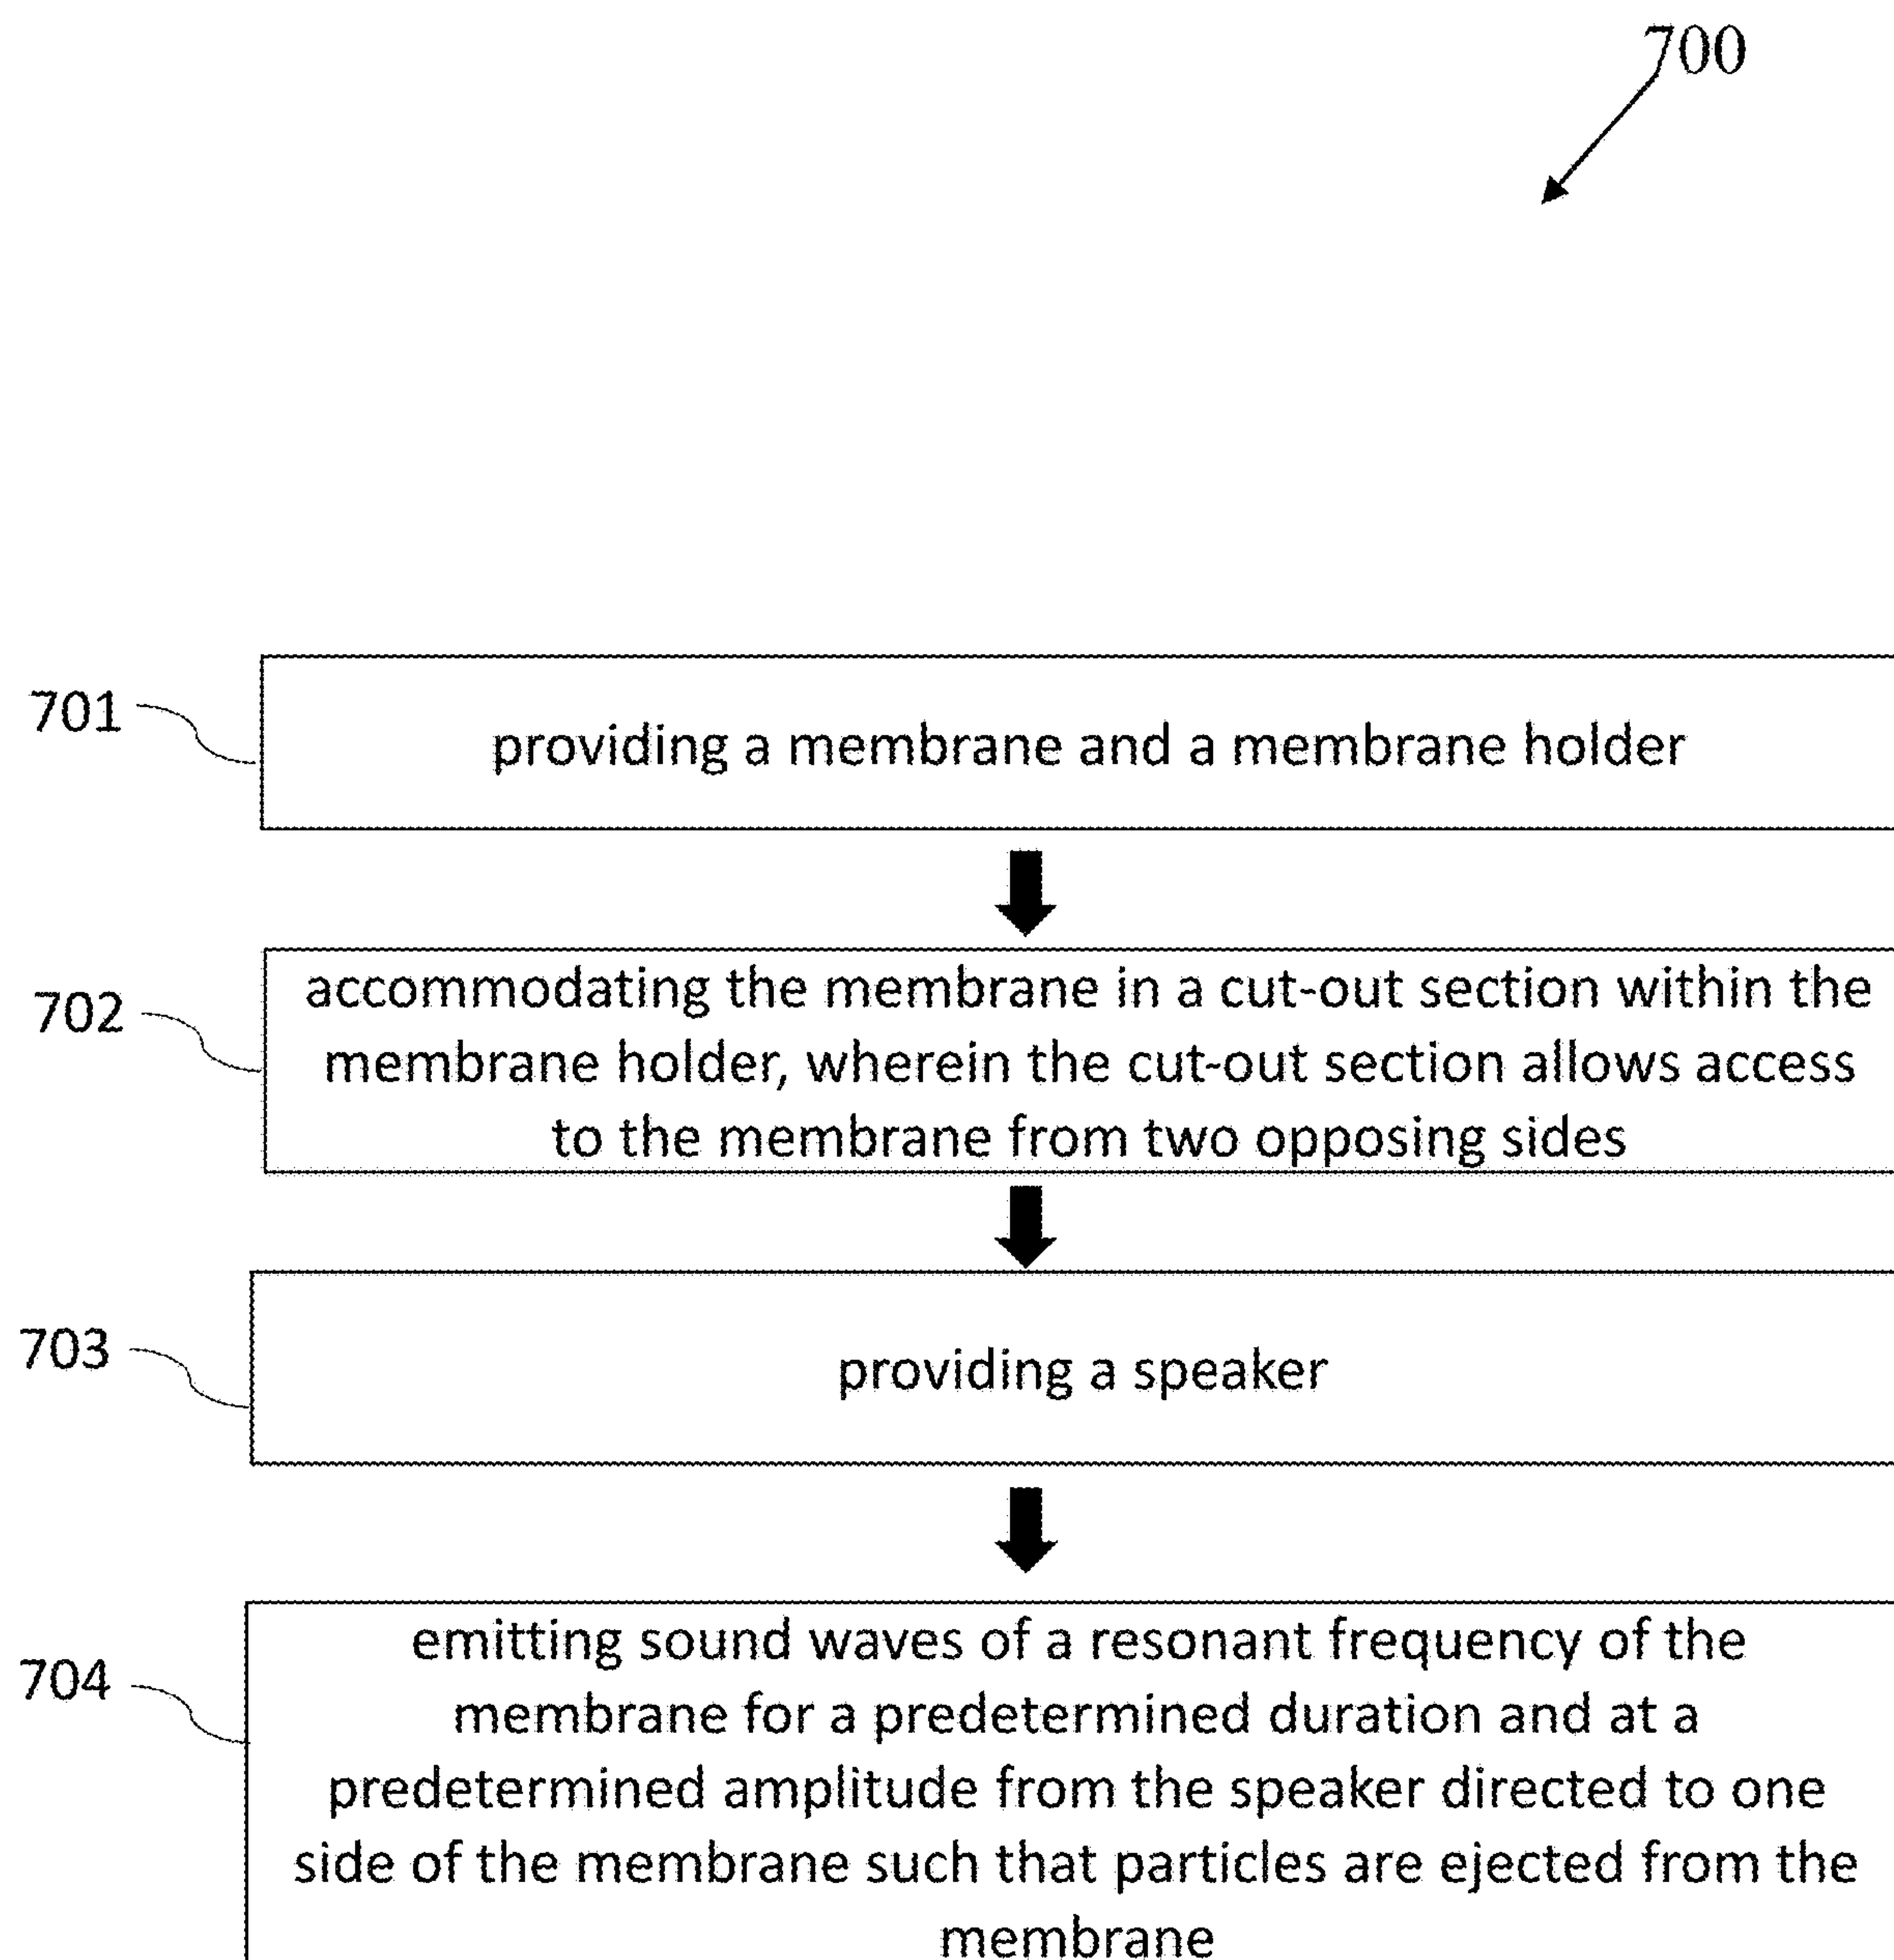 700
701
providing a membrane and a membrane holder
702
accommodating the membrane in a cut-out section within the
membrane holder, wherein the cut-out section allows access
to the membrane from two opposing sides
703
providing a speaker
704
emitting sound waves of a resonant frequency of the
membrane for a predetermined duration and at a
predetermined amplitude from the speaker directed to one
side of the membrane such that particles are ejected from the
membrane